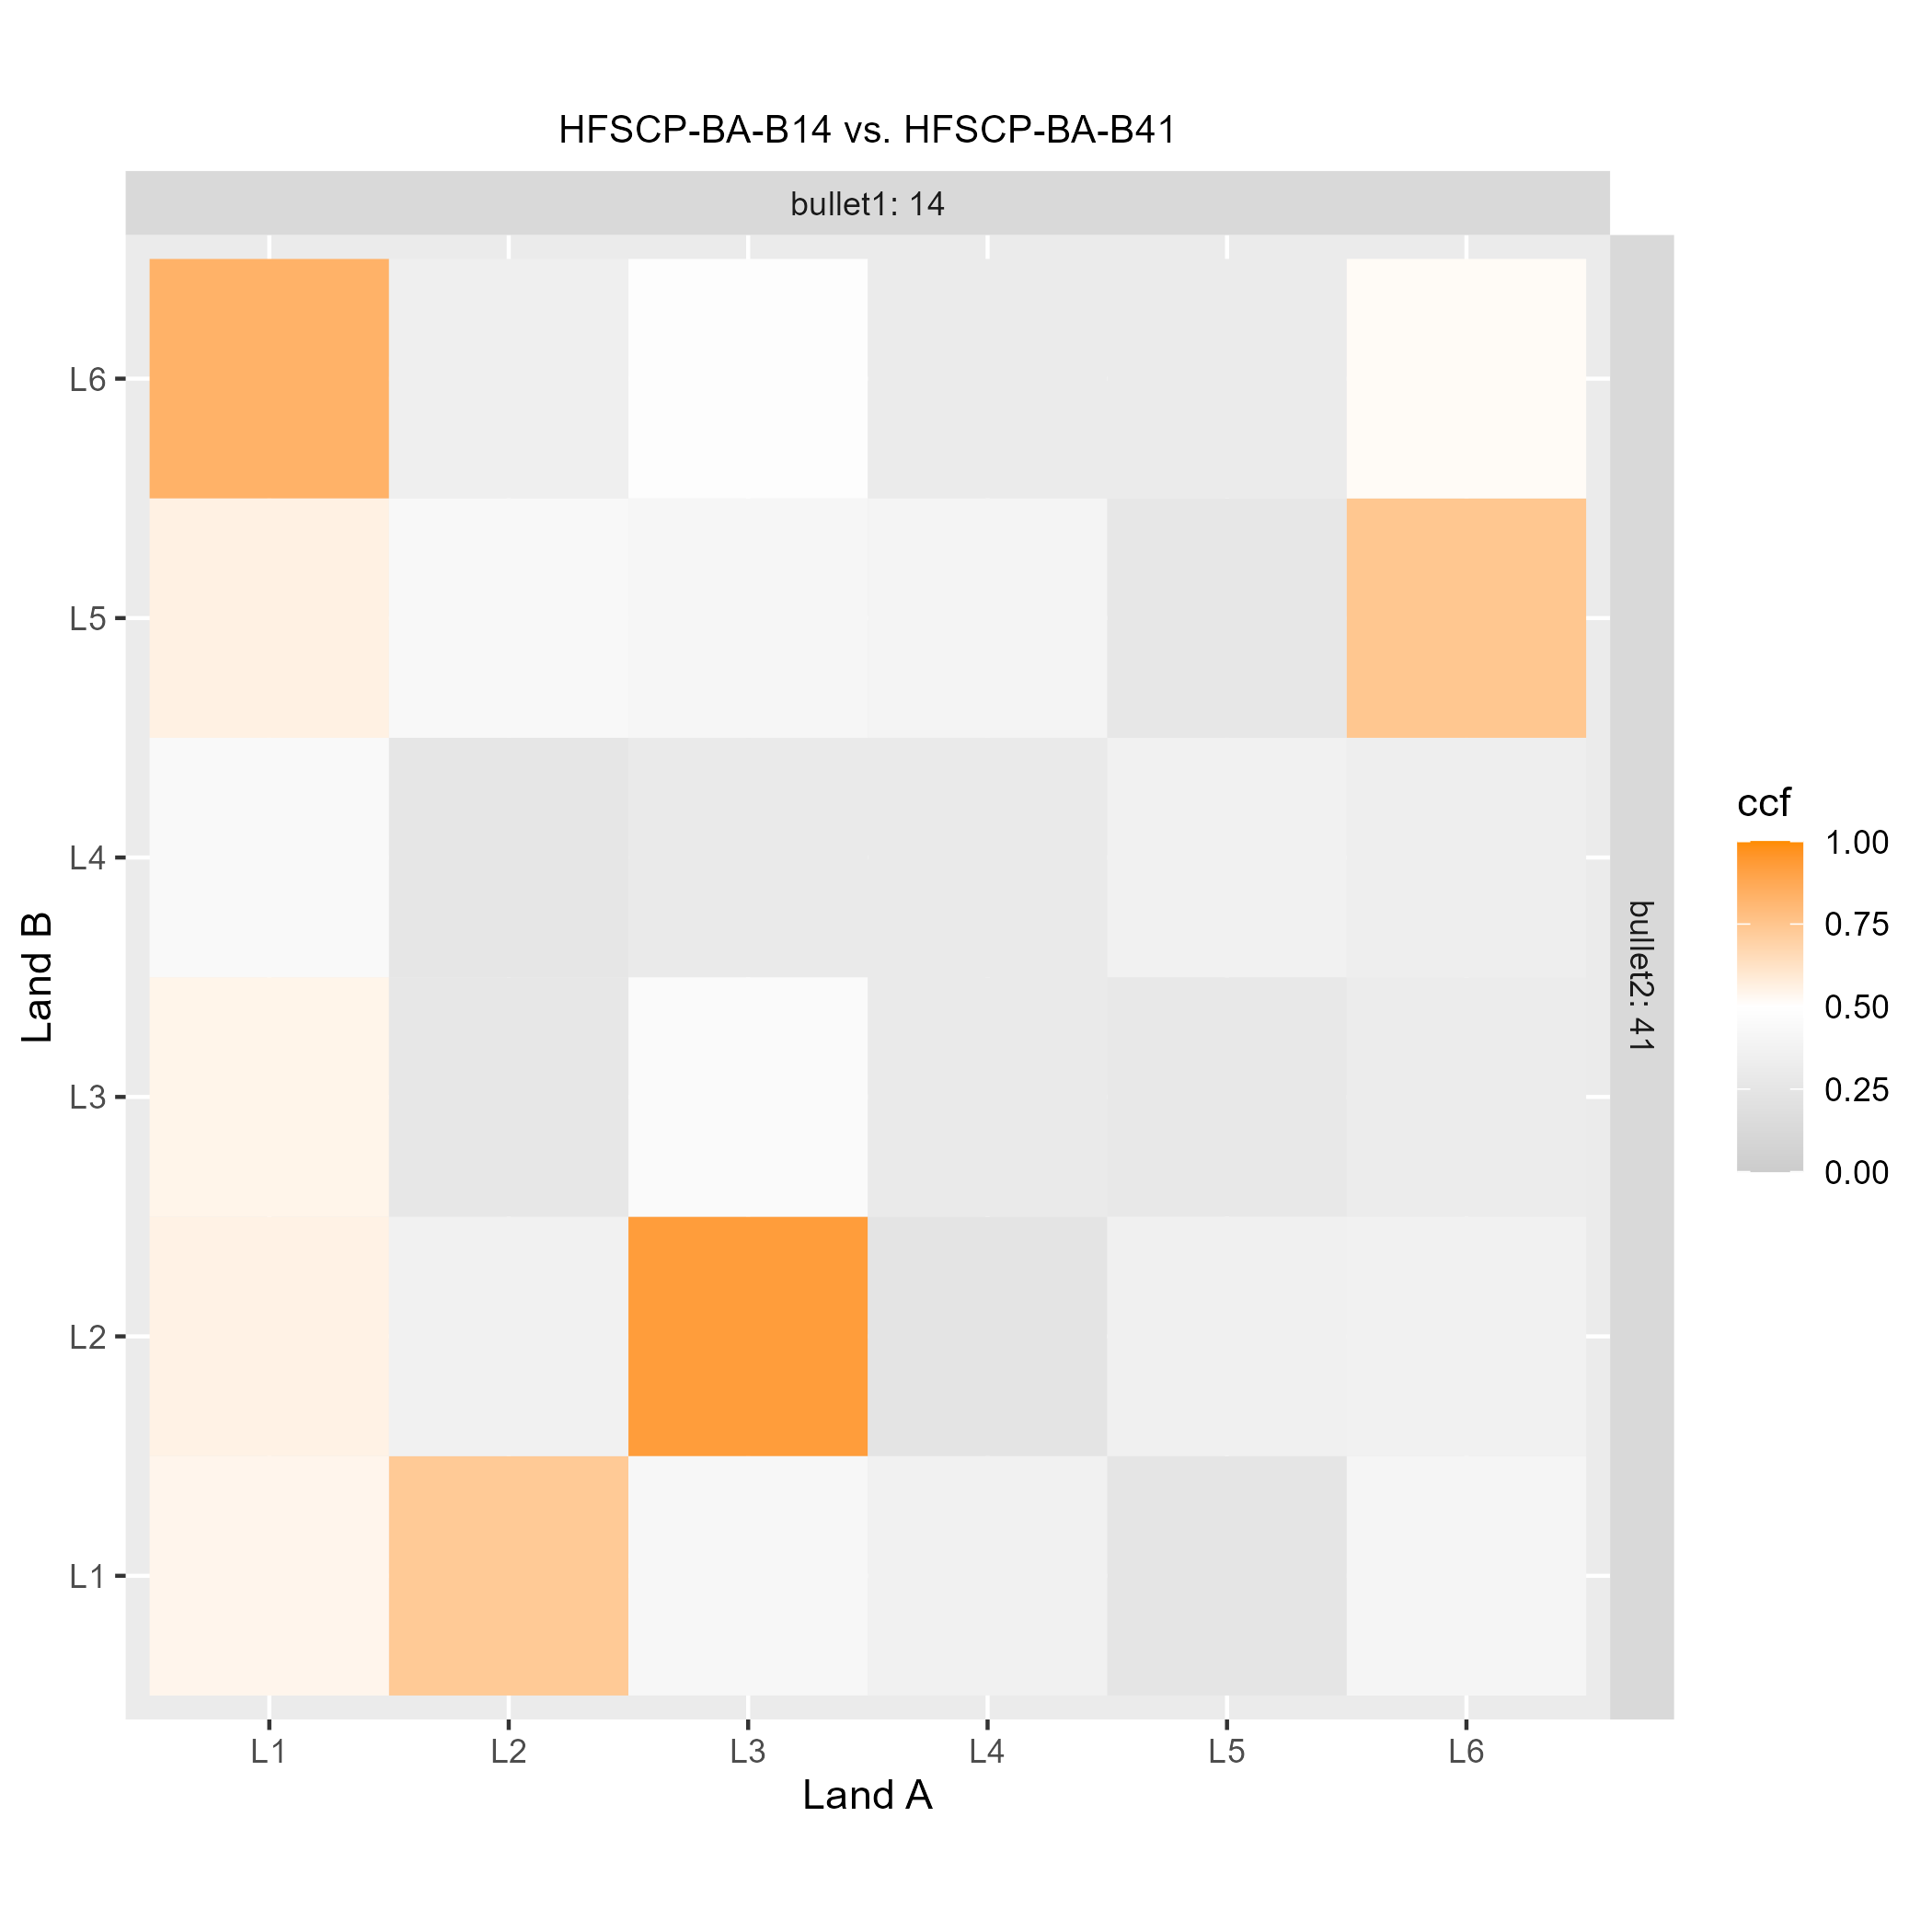 HFSCP-BA-B14 vs. HFSCP-BA-B41
bullet1: 14
L6
L5
L4
L3
L2
L1
Land B
bullet2: 41
ccf
1.00
0.75
0.50
0.25
0.00
L1 L2 L3 L4 L5 L6
Land A